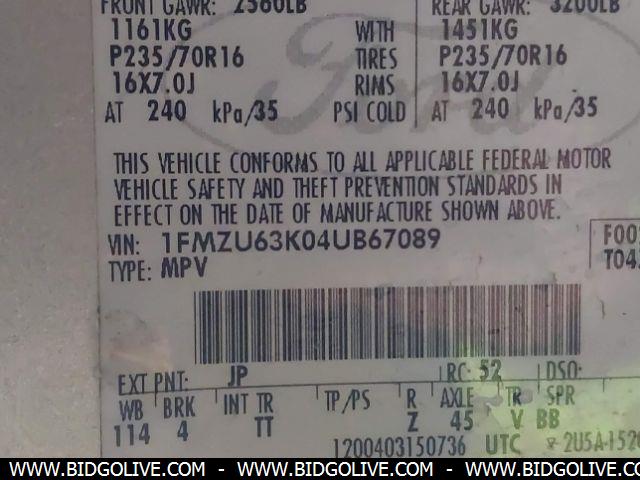 FRONT GAWR: 2560LB REAR GAWR: 3200LB
1161KG WITH 1451KG
P235/70R16 TIRES P235/70R16
16X7.0J RIMS 16X7.0J
AT 240 kPa/35 PSI COLD AT 240 kPa/35
Ford
THIS VEHICLE CONFORMS TO ALL APPLICABLE FEDERAL MOTOR
VEHICLE SAFETY AND THEFT PREVENTION STANDARDS IN
EFFECT ON THE DATE OF MANUFACTURE SHOWN ABOVE.
VIN: 1FMZU63K04UB67089
TYPE: MPV
EXT PNT: JP RC: 52 DSO:
WB BRK INT TR TP/PS R AXLE TR SPR
114 4 TT Z 45 V BB
1200403150736 UTC
WWW.BIDGOLIVE.COM - WWW.BIDGOLIVE.COM - WWW.BIDGOLIVE.COM